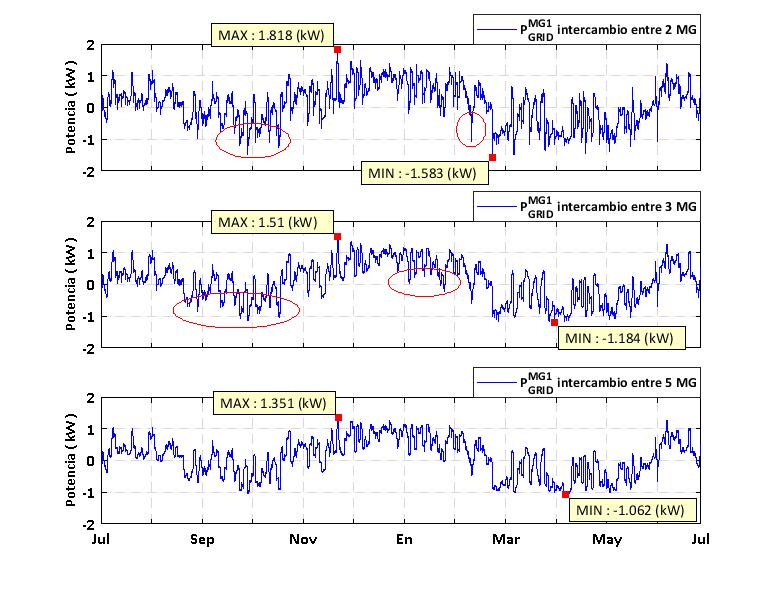 MAX : 1.818 (kW)
P MG1 GRID intercambio entre 2 MG
2
1
0
-1
-2
Potencia ( kW)
MIN : -1.583 (kW)
MAX : 1.51 (kW)
P MG1 GRID intercambio entre 3 MG
2
1
0
-1
-2
Potencia ( kW)
MIN : -1.184 (kW)
MAX : 1.351 (kW)
P MG1 GRID intercambio entre 5 MG
2
1
0
-1
-2
Potencia ( kW)
MIN : -1.062 (kW)
Jul Sep Nov En Mar May Jul